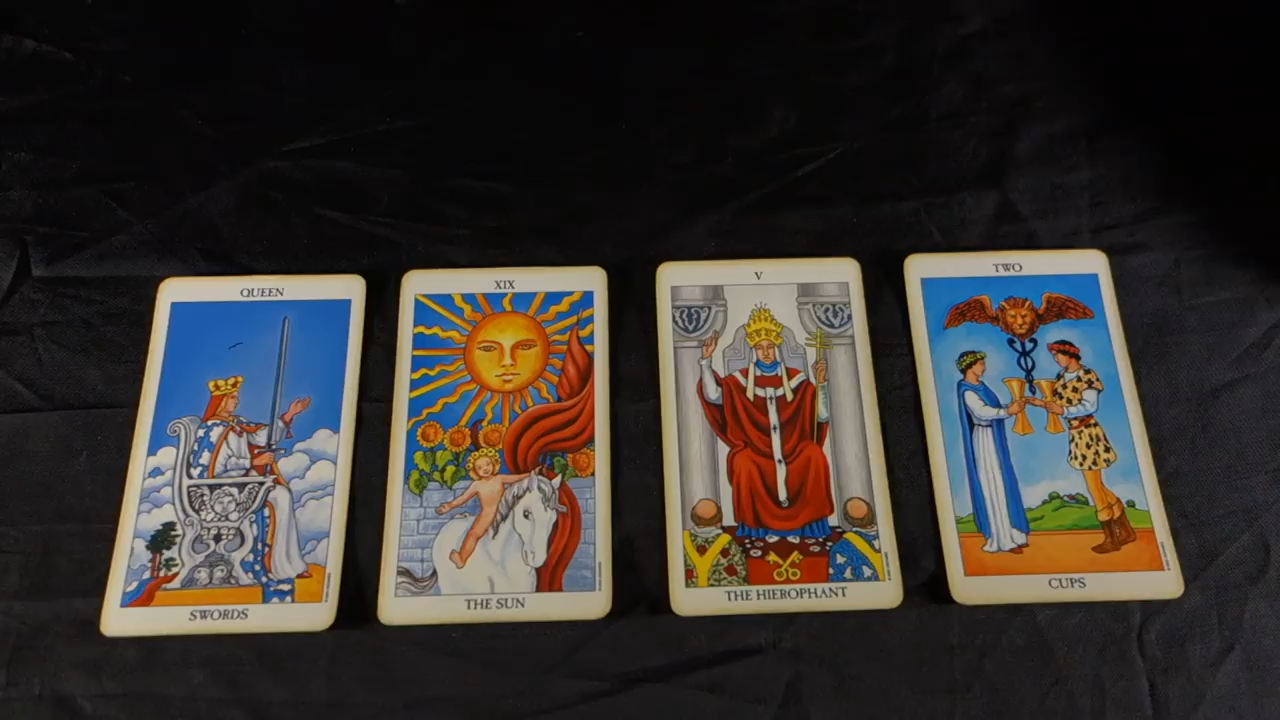 QUEEN
SWORDS
XIX
THE SUN
V
THE HIEROPHANT
TWO
CUPS